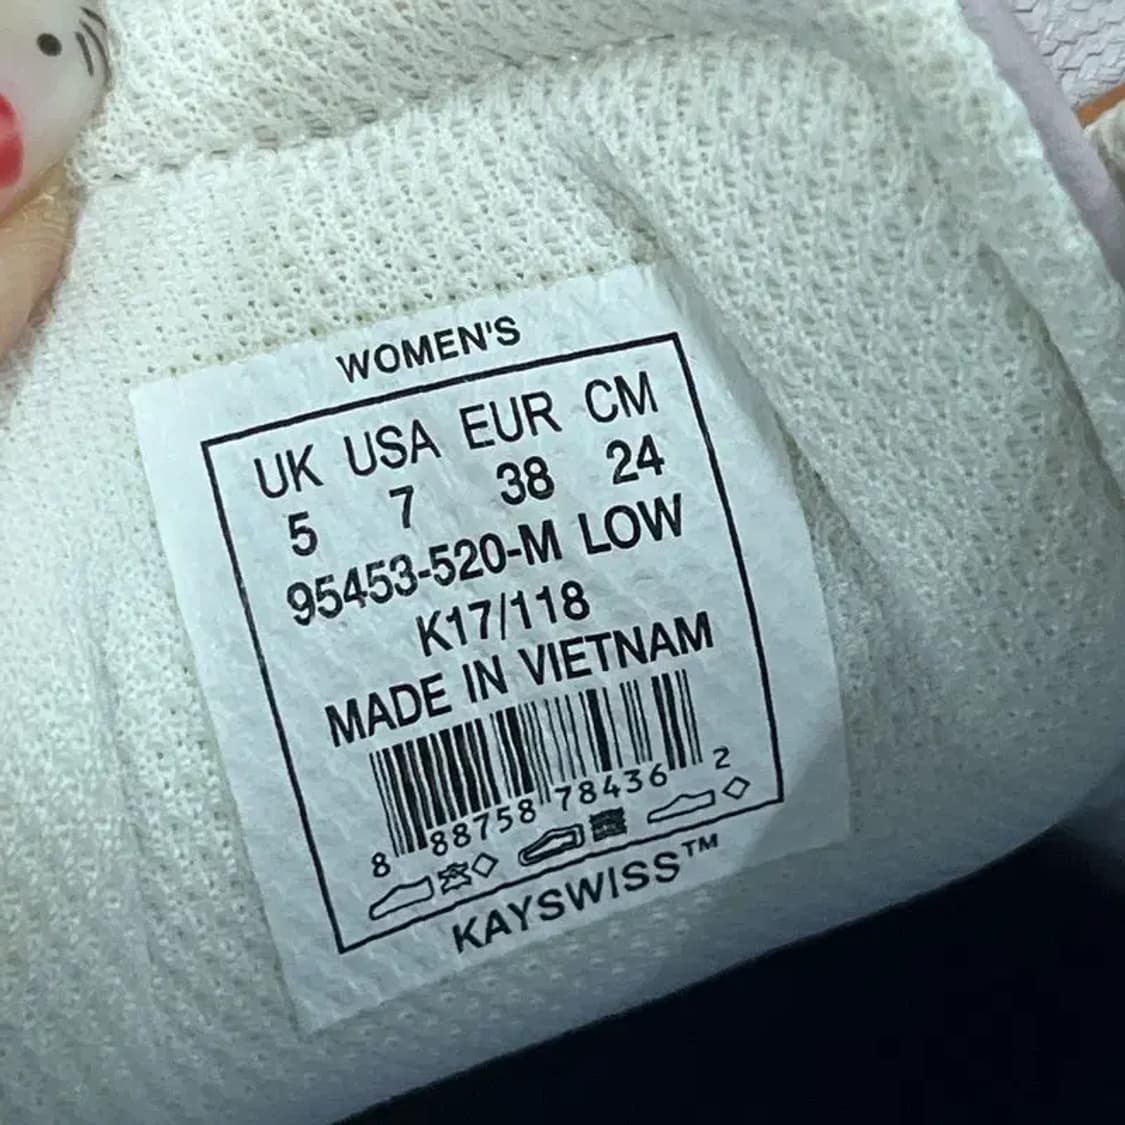 WOMEN'S
UK USA EUR CM
5 7 38 24
95453-520-M LOW
K17/118
MADE IN VIETNAM
8 88758 78436 2
KAYSWISS™